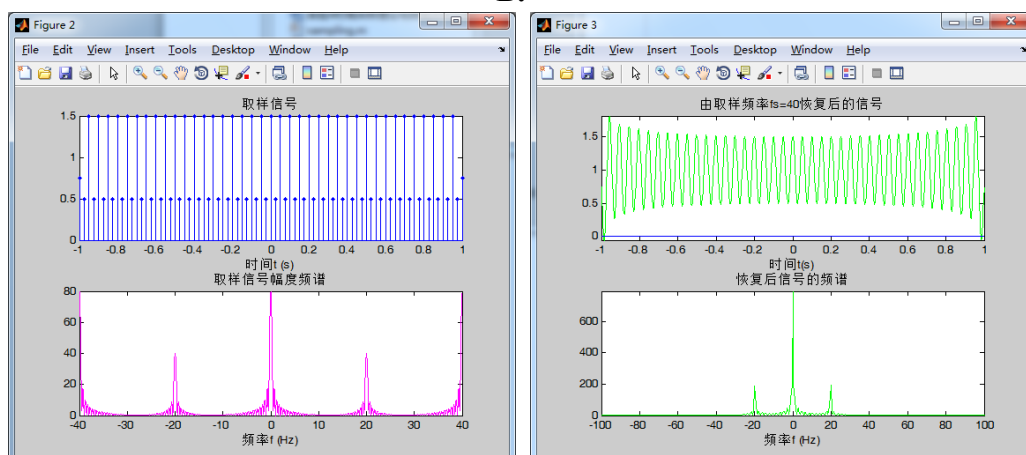 Figure 2
File Edit View Insert Tools Desktop Window Help
取样信号
1.5
1
0.5
0
-1 -0.8 -0.6 -0.4 -0.2 0 0.2 0.4 0.6 0.8 1
时间t (s)
取样信号幅度频谱
80
60
40
20
0
-40 -30 -20 -10 0 10 20 30 40
频率f (Hz)
Figure 3
File Edit View Insert Tools Desktop Window Help
由取样频率fs=40恢复后的信号
1.5
1
0.5
0
-1 -0.8 -0.6 -0.4 -0.2 0 0.2 0.4 0.6 0.8 1
时间t(s)
恢复后信号的频谱
600
400
200
0
-100 -80 -60 -40 -20 0 20 40 60 80 100
频率f (Hz)